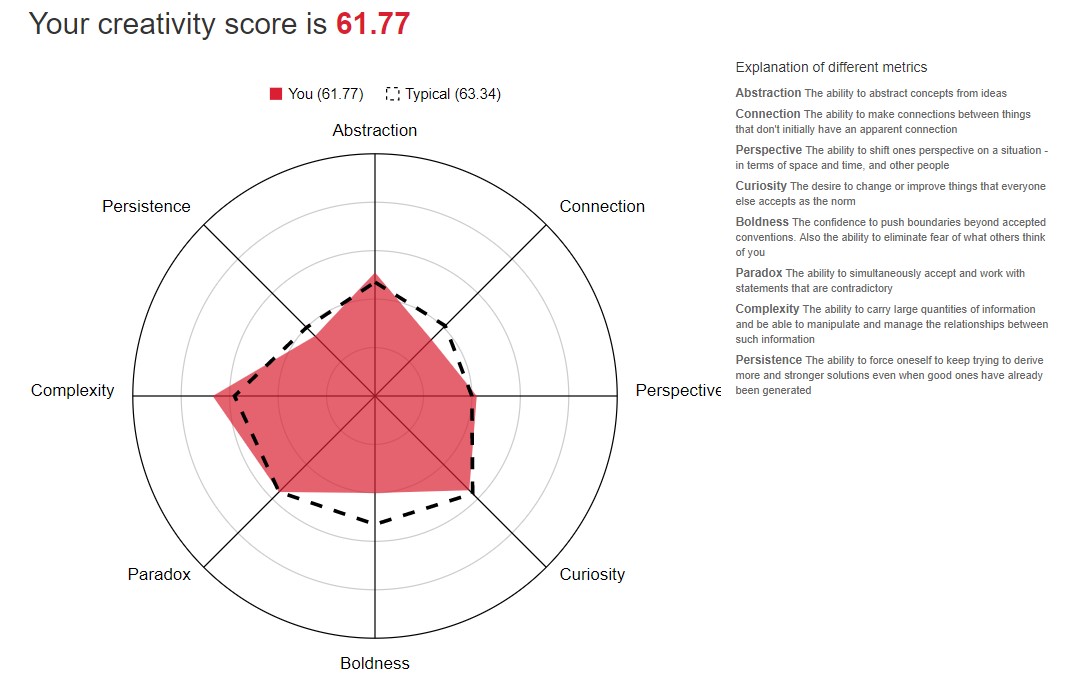 Your creativity score is 61.77
You (61.77) Typical (63.34)
Abstraction
Persistence
Connection
Complexity
Perspective
Paradox
Curiosity
Boldness
Explanation of different metrics
Abstraction The ability to abstract concepts from ideas
Connection The ability to make connections between things
that don't initially have an apparent connection
Perspective The ability to shift ones perspective on a situation -
in terms of space and time, and other people
Curiosity The desire to change or improve things that everyone
else accepts as the norm
Boldness The confidence to push boundaries beyond accepted
conventions. Also the ability to eliminate fear of what others think
of you
Paradox The ability to simultaneously accept and work with
statements that are contradictory
Complexity The ability to carry large quantities of information
and be able to manipulate and manage the relationships between
such information
Persistence The ability to force oneself to keep trying to derive
more and stronger solutions even when good ones have already
been generated